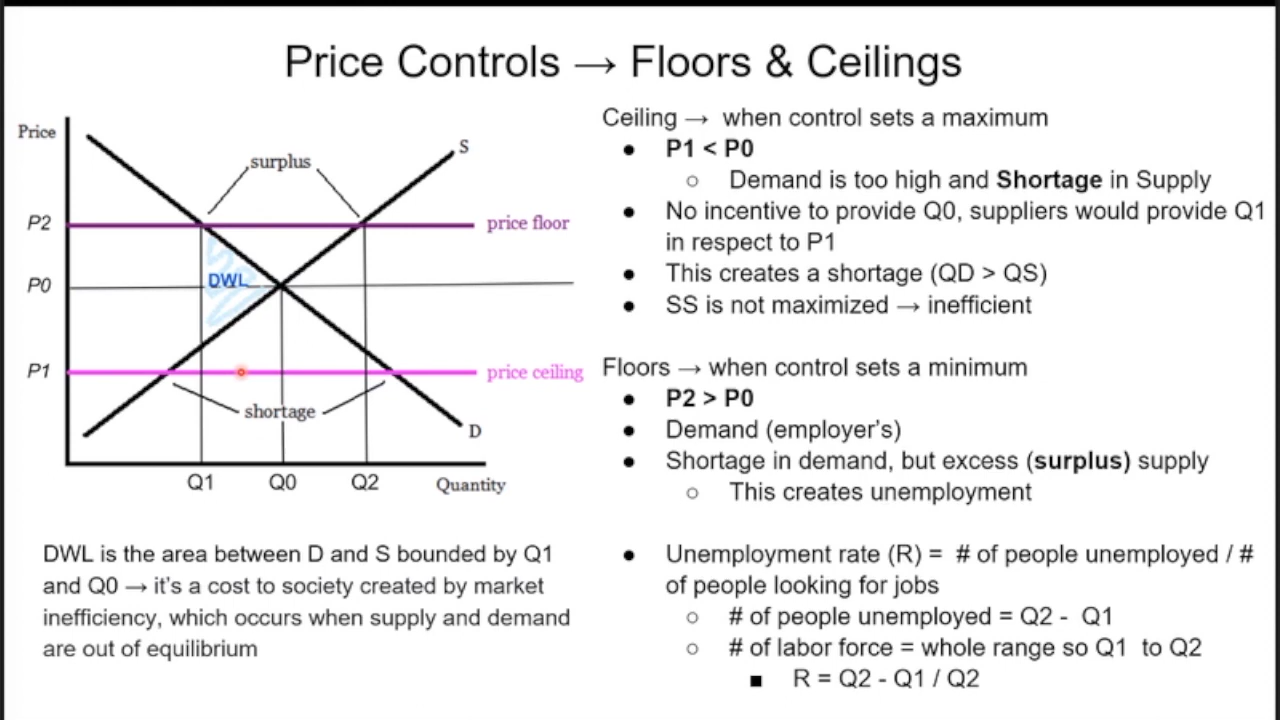 Price Controls → Floors & Ceilings
Price
surplus
S
P2
price floor
DWL
P0
P1
price ceiling
shortage
D
Q1
Q0
Q2
Quantity
DWL is the area between D and S bounded by Q1
and Q0 → it's a cost to society created by market
inefficiency, which occurs when supply and demand
are out of equilibrium
Ceiling → when control sets a maximum
● P1 < P0
○ Demand is too high and Shortage in Supply
● No incentive to provide Q0, suppliers would provide Q1
in respect to P1
● This creates a shortage (QD > QS)
● SS is not maximized → inefficient
Floors → when control sets a minimum
● P2 > P0
● Demand (employer's)
● Shortage in demand, but excess (surplus) supply
○ This creates unemployment
● Unemployment rate (R) = # of people unemployed / #
of people looking for jobs
○ # of people unemployed = Q2 - Q1
○ # of labor force = whole range so Q1 to Q2
■ R = Q2 - Q1 / Q2